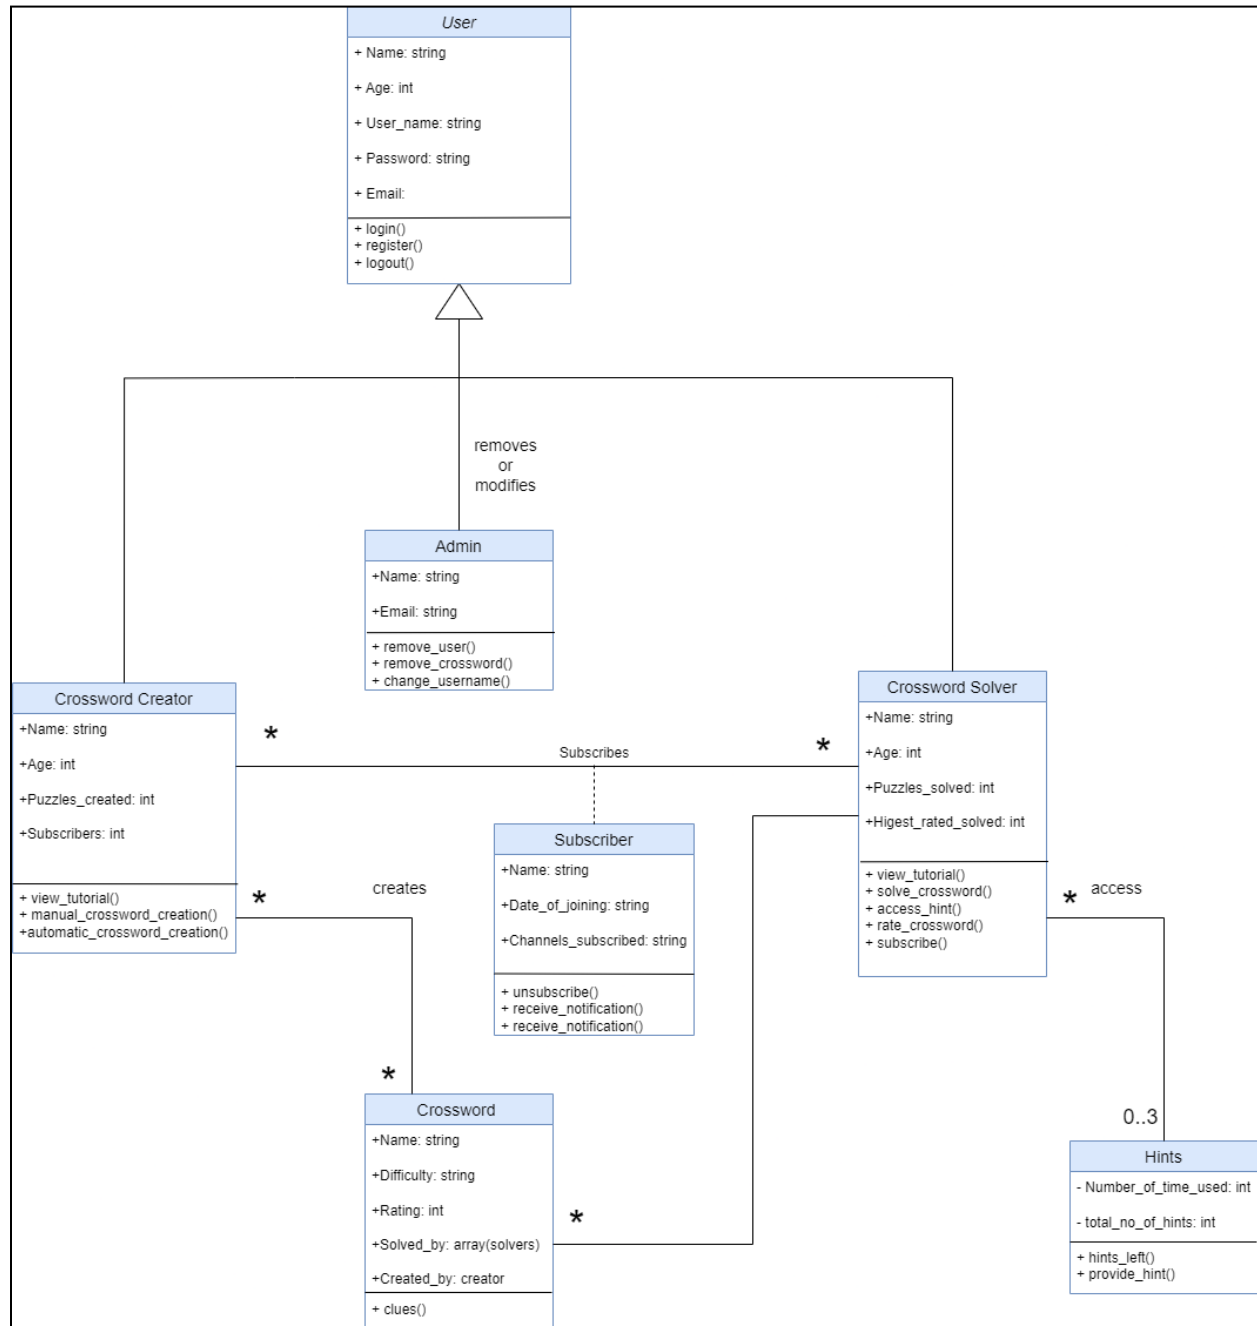 User
+ Name: string
+ Age: int
+ User_name: string
+ Password: string
+ Email:
+ login()
+ register()
+ logout()
removes
or
modifies
Admin
+Name: string
+Email: string
+ remove_user()
+ remove_crossword()
+ change_username()
Crossword Creator
+Name: string
+Age: int
+Puzzles_created: int
+Subscribers: int
+ view_tutorial()
+ manual_crossword_creation()
+automatic_crossword_creation()
*
Subscribes
*
Crossword Solver
+Name: string
+Age: int
+Puzzles_solved: int
+Higest_rated_solved: int
+ view_tutorial()
+ solve_crossword()
+ access_hint()
+ rate_crossword()
+ subscribe()
Subscriber
+Name: string
+Date_of_joining: string
+Channels_subscribed: string
+ unsubscribe()
+ receive_notification()
+ receive_notification()
*
creates
*
* access
0..3
Crossword
+Name: string
+Difficulty: string
+Rating: int
+Solved_by: array(solvers)
+Created_by: creator
+ clues()
*
Hints
- Number_of_time_used: int
- total_no_of_hints: int
+ hints_left()
+ provide_hint()